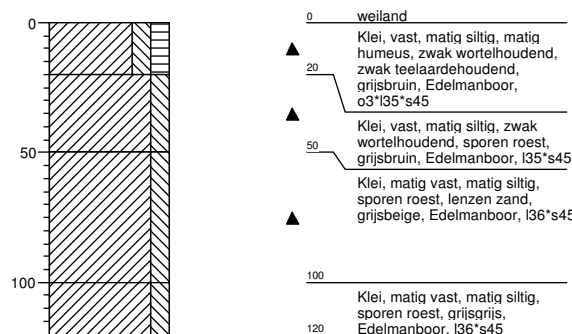 0
50
100
0 weiland
Klei, vast, matig siltig, matig
humeus, zwak wortelhoudend,
20 zwak teelaardehoudend,
grijsbruin, Edelmanboor,
o3*l35*s45
Klei, vast, matig siltig, zwak
wortelhoudend, sporen roest,
50 grijsbruin, Edelmanboor, l35*s45
Klei, matig vast, matig siltig,
sporen roest, lenzen zand,
grijsbeige, Edelmanboor, l36*s45
100
Klei, matig vast, matig siltig,
sporen roest, grijsgrijs,
120 Edelmanboor, l36*s45